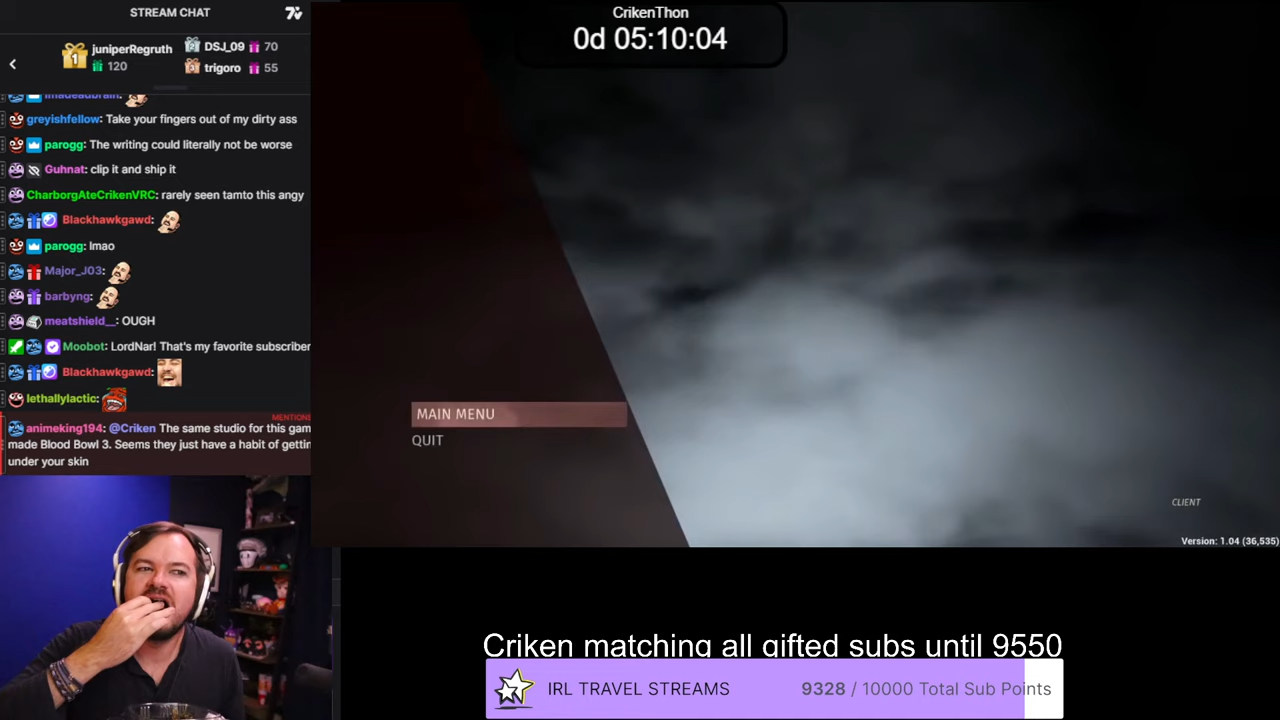 STREAM CHAT
juniperRegruth
120
DSJ_09 70
trigoro 55
imadeadbrain:
greyishfellow: Take your fingers out of my dirty ass
parogg: The writing could literally not be worse
Guhnat: clip it and ship it
CharborgAteCrikenVRC: rarely seen tamto this angy
Blackhawkgawd:
parogg: lmao
Major_J03:
barbyng:
meatshield__: OUGH
Moobot: LordNar! That's my favorite subscriber
Blackhawkgawd:
lethallylactic:
MENTIONS
animeking194: @Criken The same studio for this gam
made Blood Bowl 3. Seems they just have a habit of gettin
under your skin
CrikenThon
0d 05:10:04
MAIN MENU
QUIT
CLIENT
Version: 1.04 (36,535)
Criken matching all gifted subs until 9550
IRL TRAVEL STREAMS 9328 / 10000 Total Sub Points